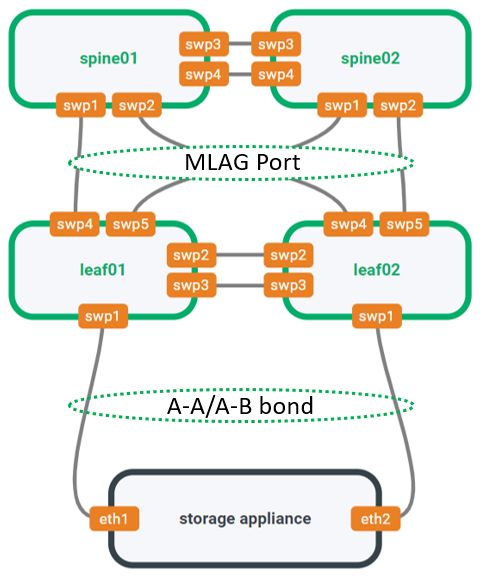 spine01
swp3
swp3
spine02
swp4
swp4
swp1
swp2
swp1
swp2
MLAG Port
swp4
swp5
swp4
swp5
leaf01
swp2
swp2
leaf02
swp3
swp3
swp1
swp1
A-A/A-B bond
eth1
storage appliance
eth2